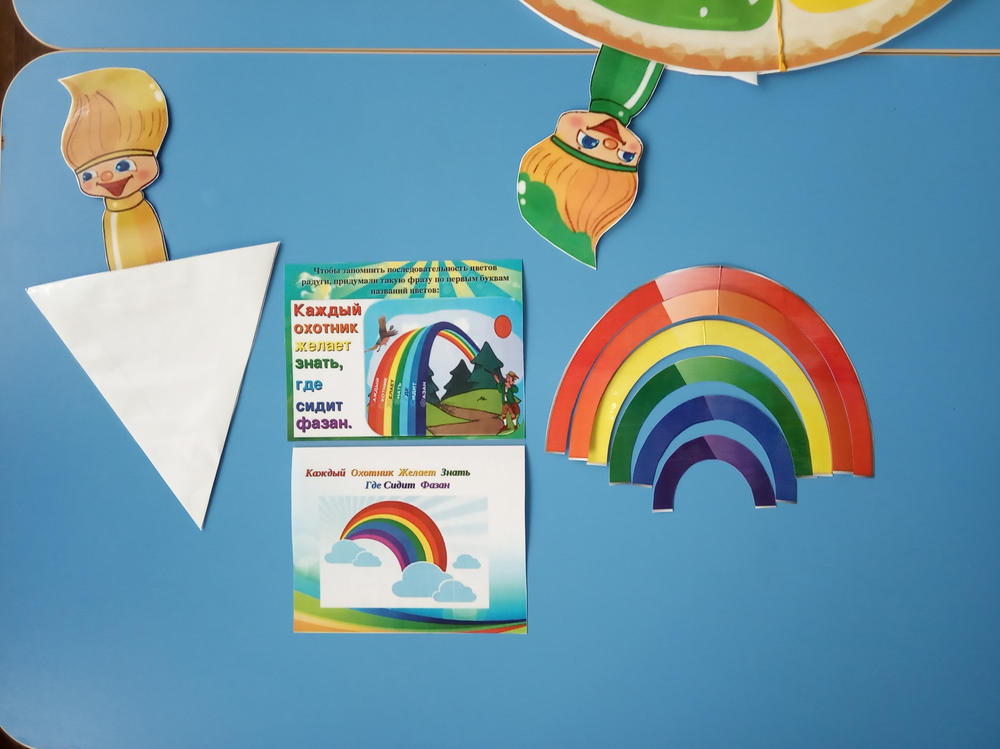 Чтобы запомнить последовательность цветов
радуги, придумали такую фразу по первым буквам
названий цветов:
Каждый
охотник
желает
знать,
где
сидит
фазан.
Каждый Охотник Желает Знать
Где Сидит Фазан